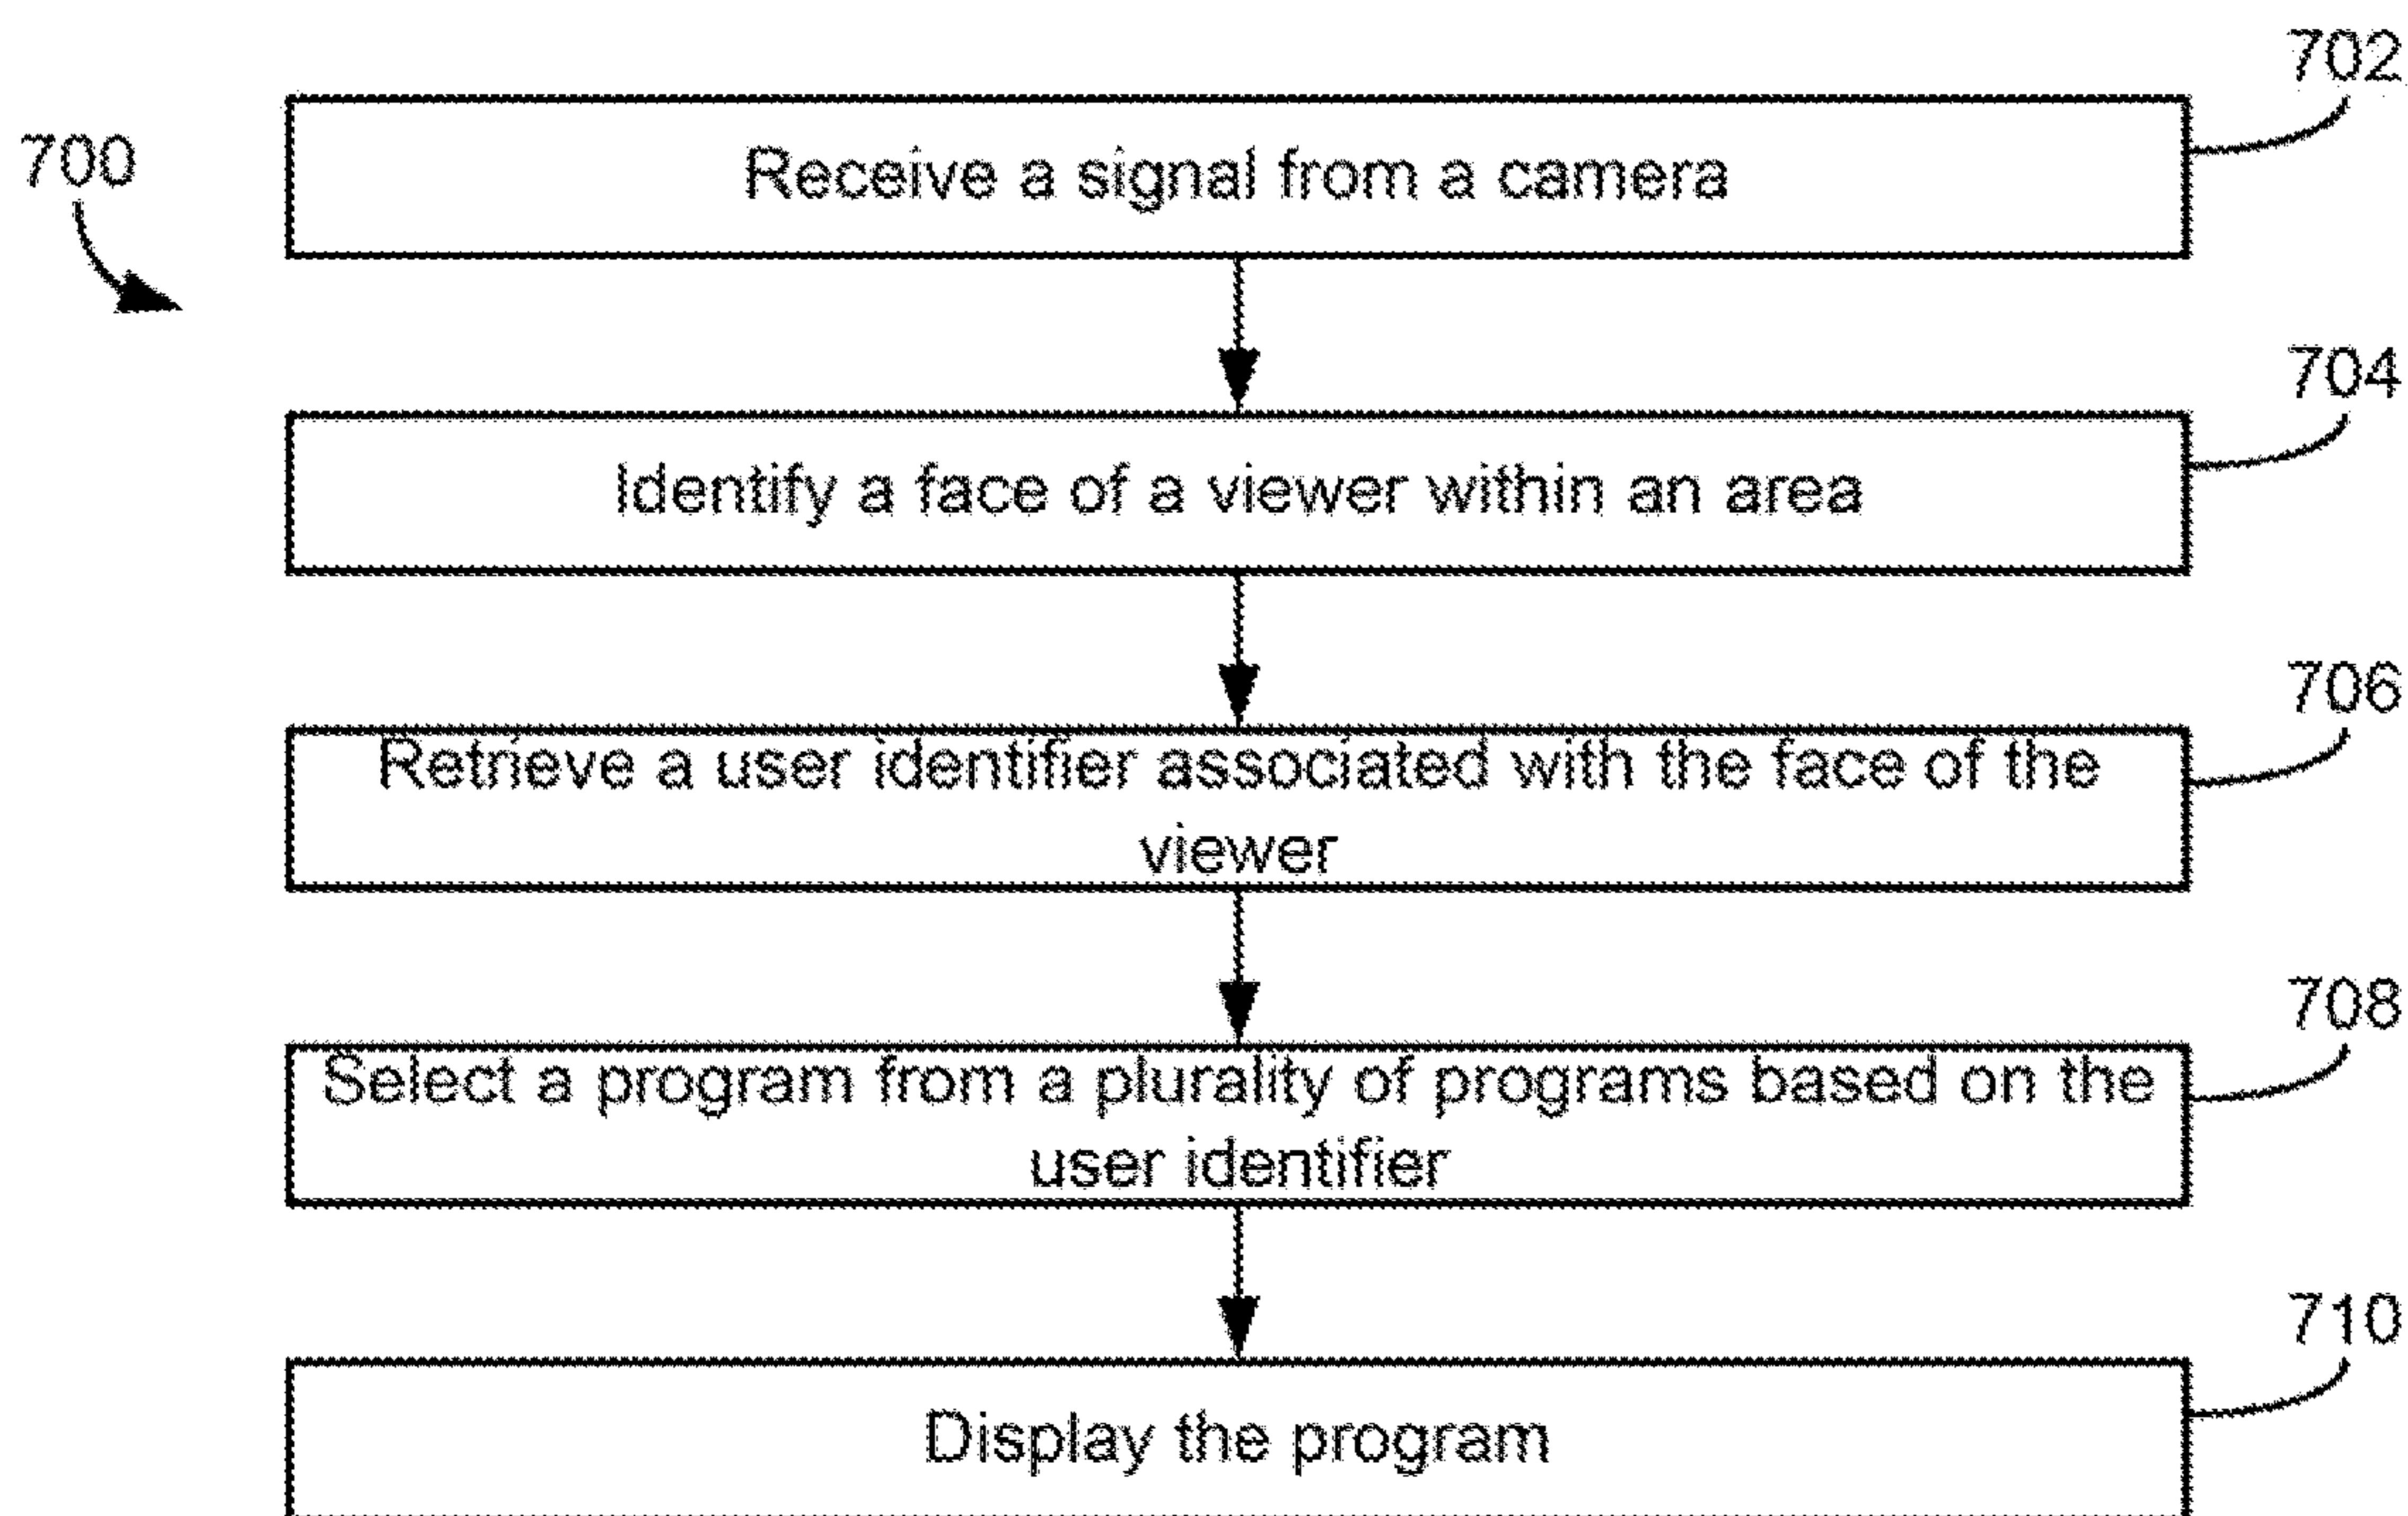 702
700
Receive a signal from a camera
704
Identify a face of a viewer within an area
706
Retrieve a user identifier associated with the face of the
viewer
708
Select a program from a plurality of programs based on the
user identifier
710
Display the program